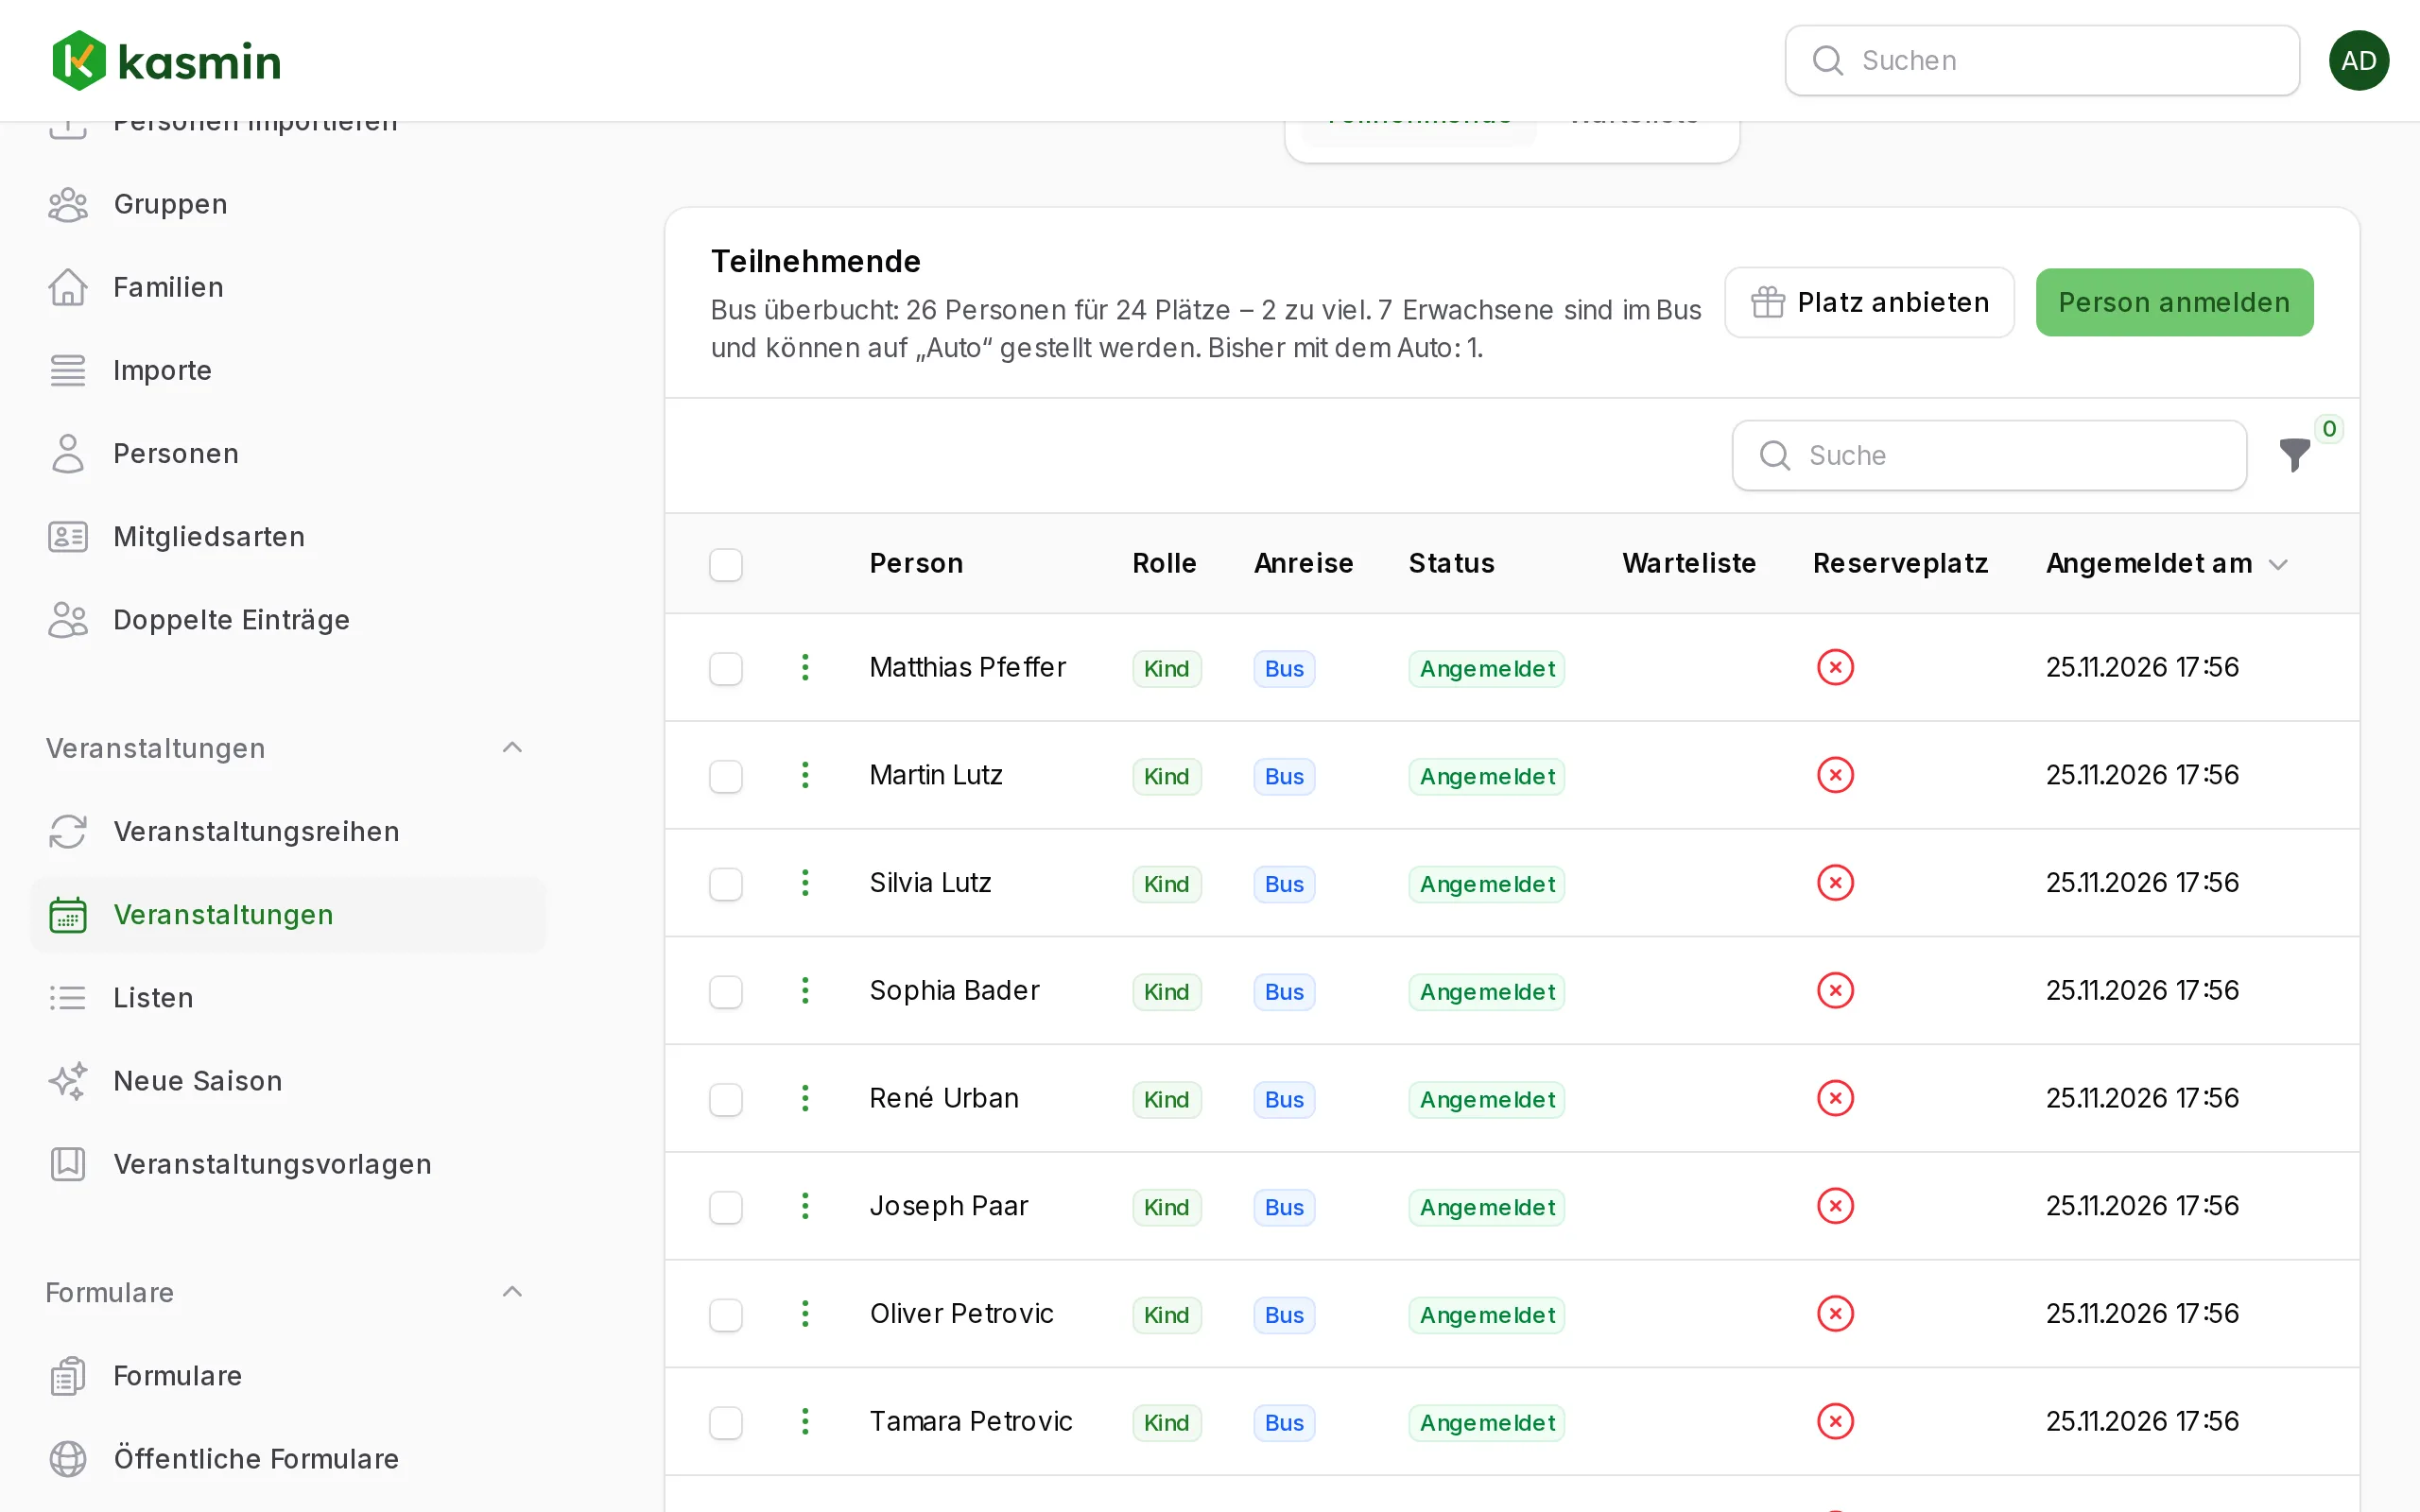 kasmin
Suchen
AD
Personen importieren
Teilnehmende
Warteliste
Gruppen
Familien
Importe
Personen
Mitgliedsarten
Doppelte Einträge
Veranstaltungen
Veranstaltungsreihen
Veranstaltungen
Listen
Neue Saison
Veranstaltungsvorlagen
Formulare
Formulare
Öffentliche Formulare
Teilnehmende
Bus überbucht: 26 Personen für 24 Plätze – 2 zu viel. 7 Erwachsene sind im Bus
und können auf „Auto“ gestellt werden. Bisher mit dem Auto: 1.
Platz anbieten
Person anmelden
Suche
0
Person Rolle Anreise Status Warteliste Reserveplatz Angemeldet am
Matthias Pfeffer Kind Bus Angemeldet 25.11.2026 17:56
Martin Lutz Kind Bus Angemeldet 25.11.2026 17:56
Silvia Lutz Kind Bus Angemeldet 25.11.2026 17:56
Sophia Bader Kind Bus Angemeldet 25.11.2026 17:56
René Urban Kind Bus Angemeldet 25.11.2026 17:56
Joseph Paar Kind Bus Angemeldet 25.11.2026 17:56
Oliver Petrovic Kind Bus Angemeldet 25.11.2026 17:56
Tamara Petrovic Kind Bus Angemeldet 25.11.2026 17:56